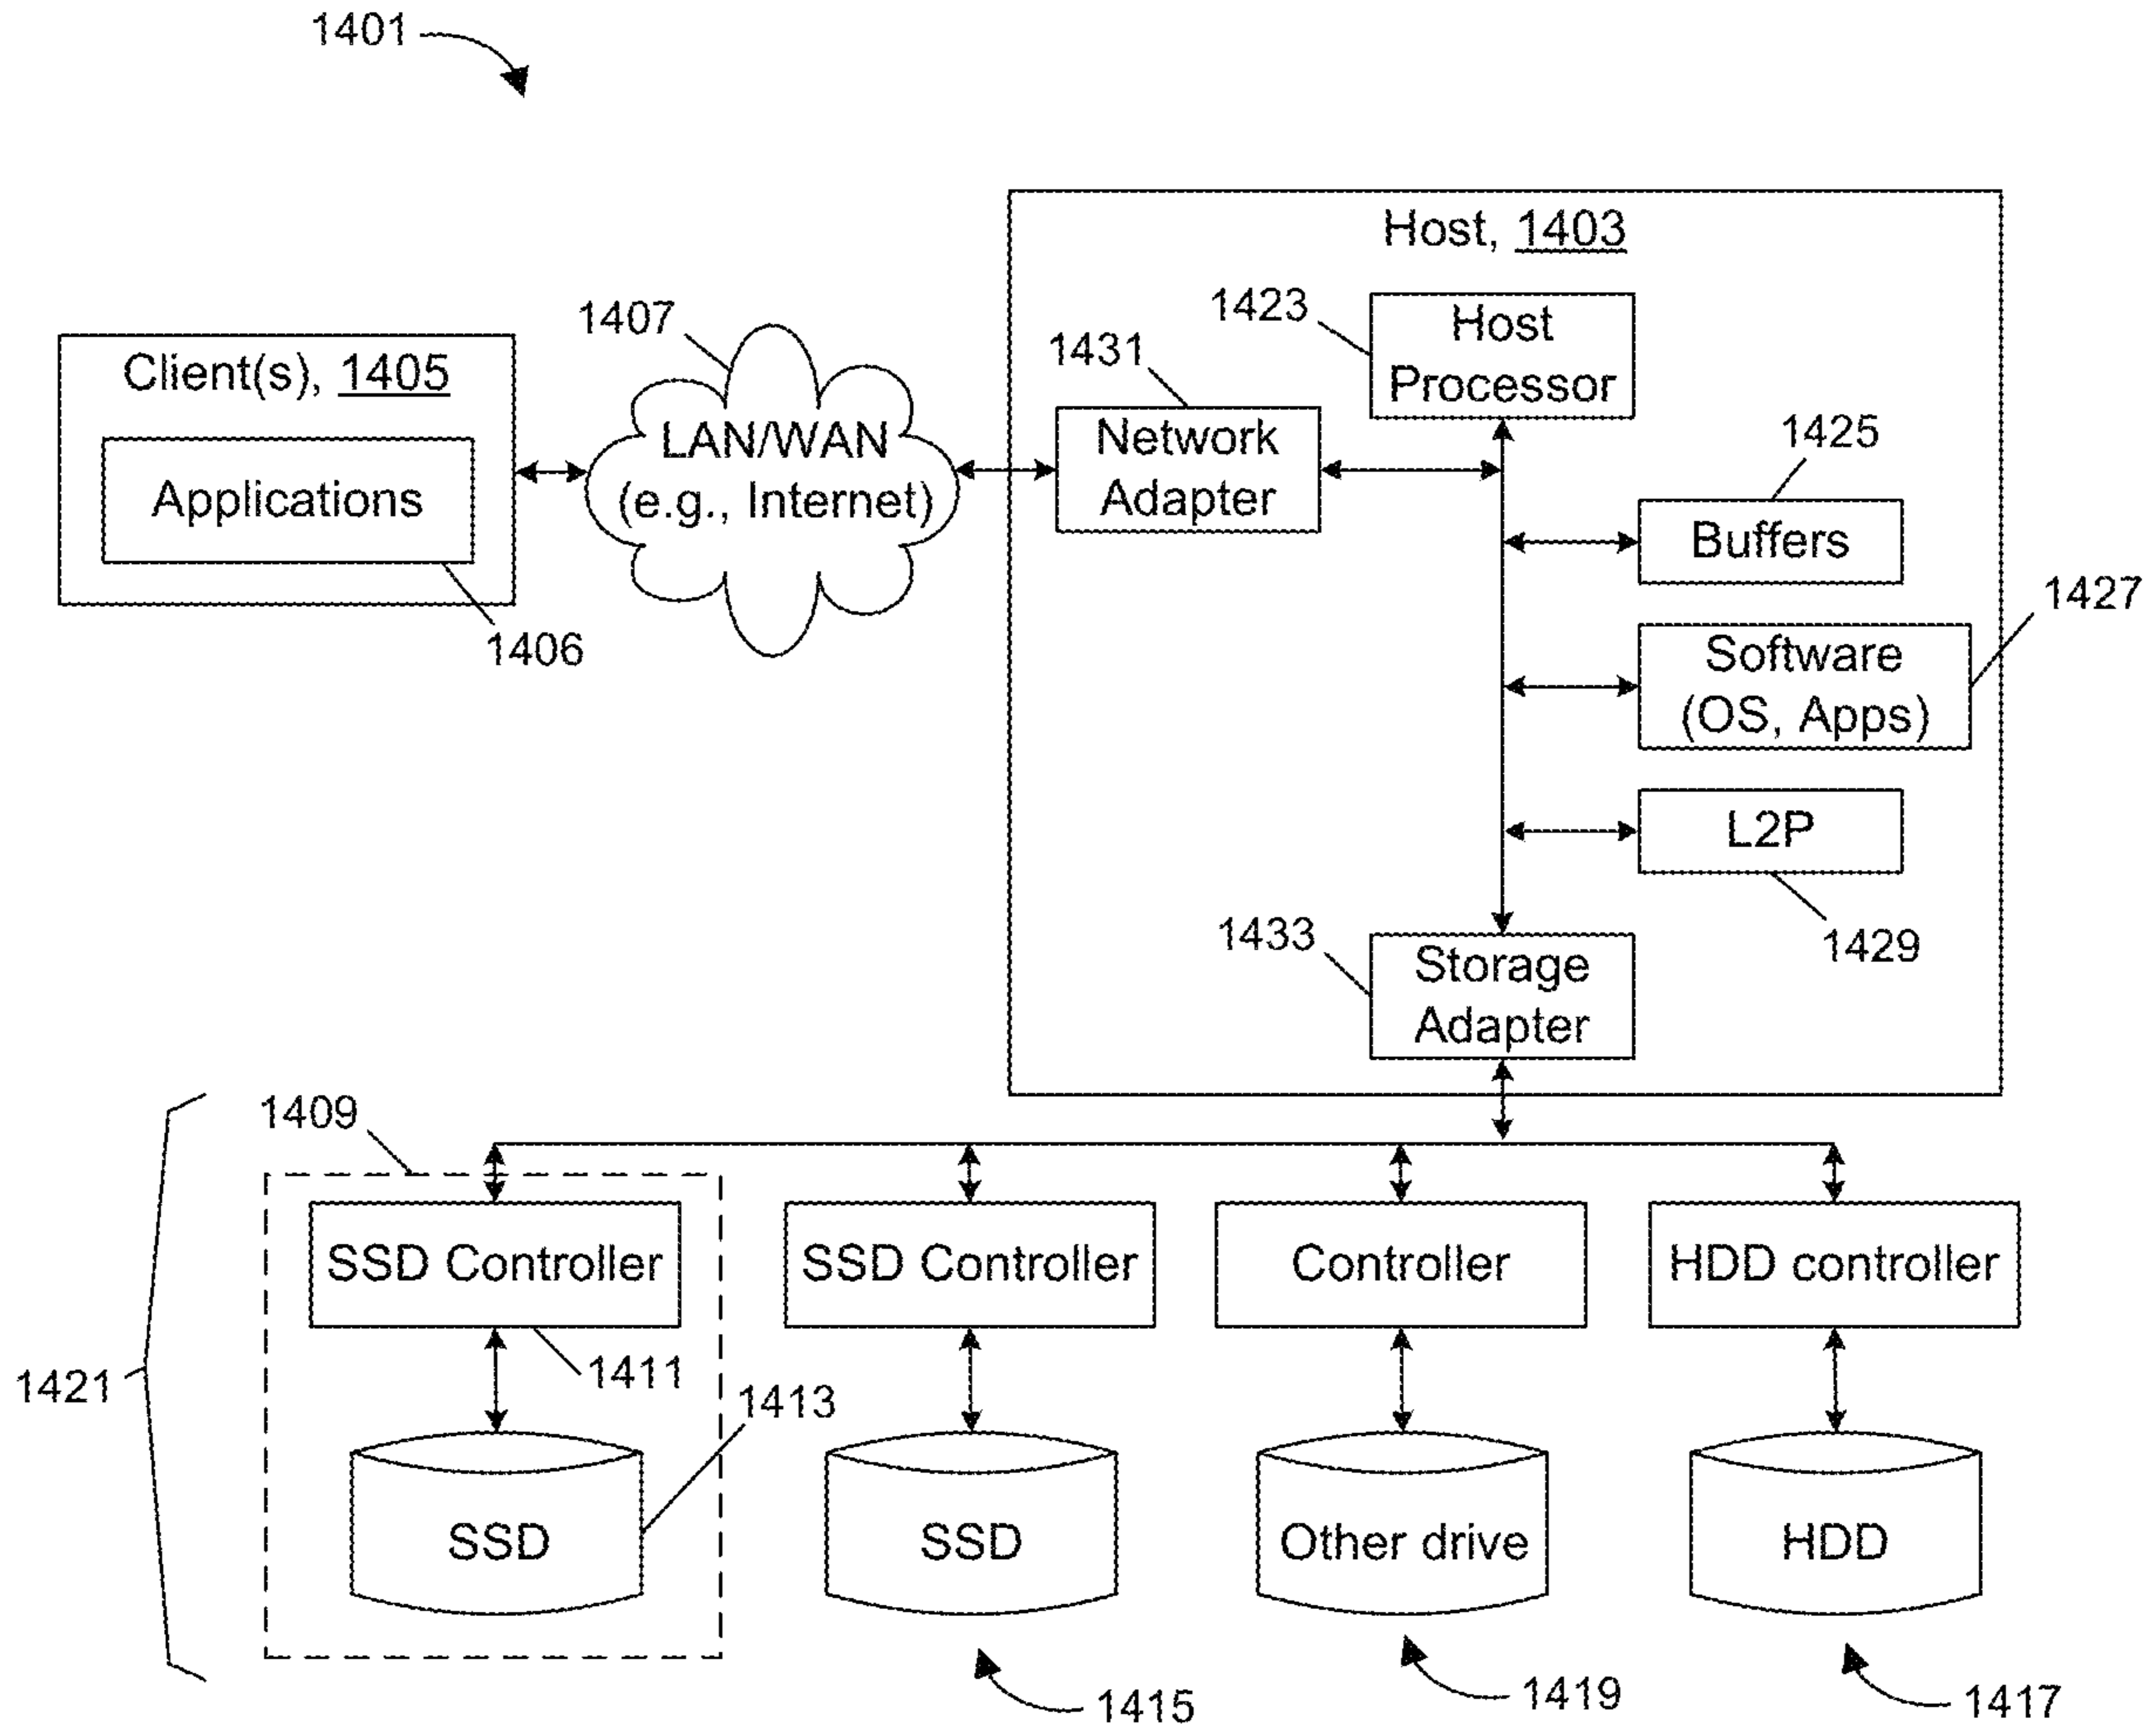 1401
Host, 1403
1423
Host
Processor
1407
1431
Client(s), 1405
Applications
1406
LAN/WAN
(e.g., Internet)
Network
Adapter
1425
Buffers
1427
Software
(OS, Apps)
L2P
1429
1433
Storage
Adapter
1409
SSD Controller
SSD Controller
Controller
HDD controller
1411
1421
1413
SSD
SSD
Other drive
HDD
1415
1419
1417